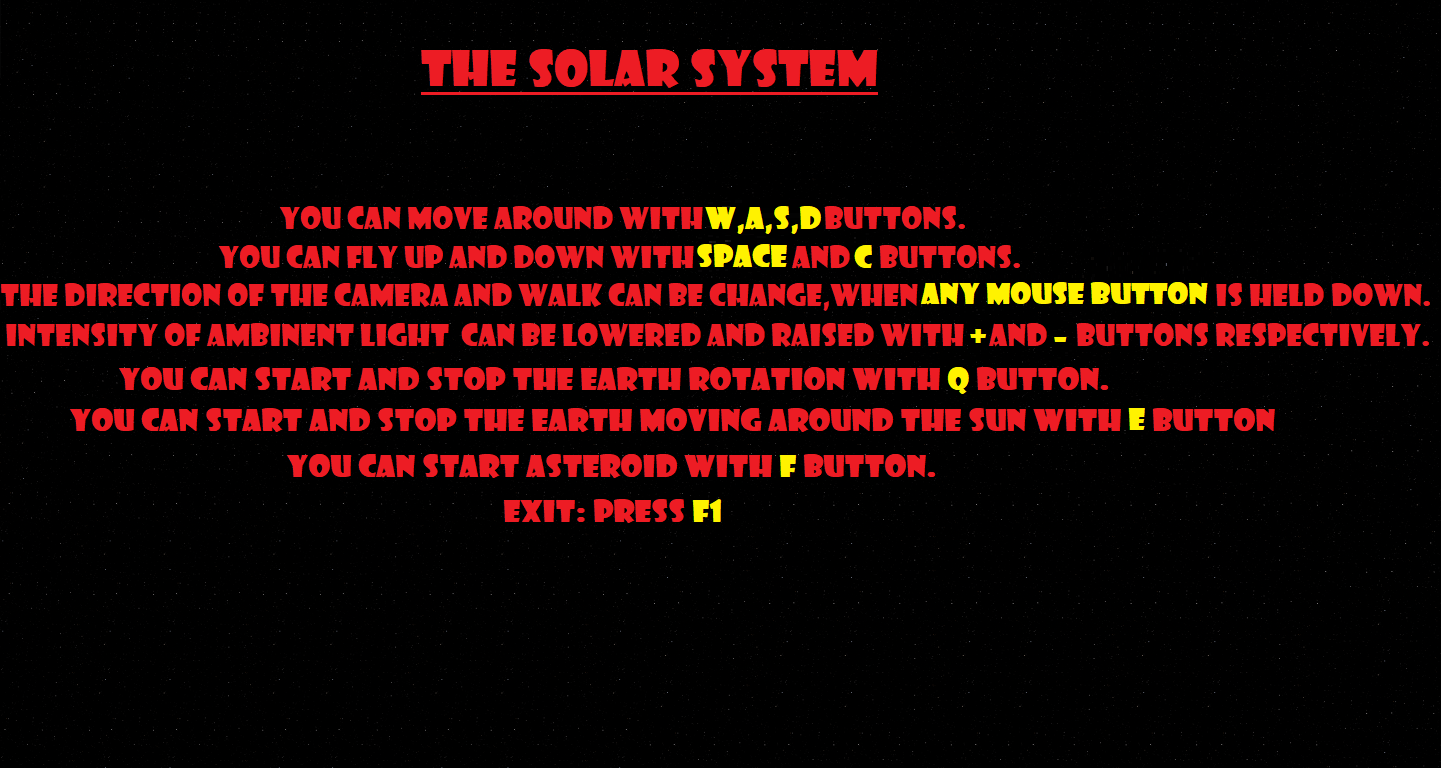 THE SOLAR SYSTEM
YOU CAN MOVE AROUND WITH W,A,S,D BUTTONS.
YOU CAN FLY UP AND DOWN WITH SPACE AND C BUTTONS.
THE DIRECTION OF THE CAMERA AND WALK CAN BE CHANGE,WHEN ANY MOUSE BUTTON IS HELD DOWN.
INTENSITY OF AMBINENT LIGHT CAN BE LOWERED AND RAISED WITH + AND - BUTTONS RESPECTIVELY.
YOU CAN START AND STOP THE EARTH ROTATION WITH Q BUTTON.
YOU CAN START AND STOP THE EARTH MOVING AROUND THE SUN WITH E BUTTON
YOU CAN START ASTEROID WITH F BUTTON.
EXIT: PRESS F1